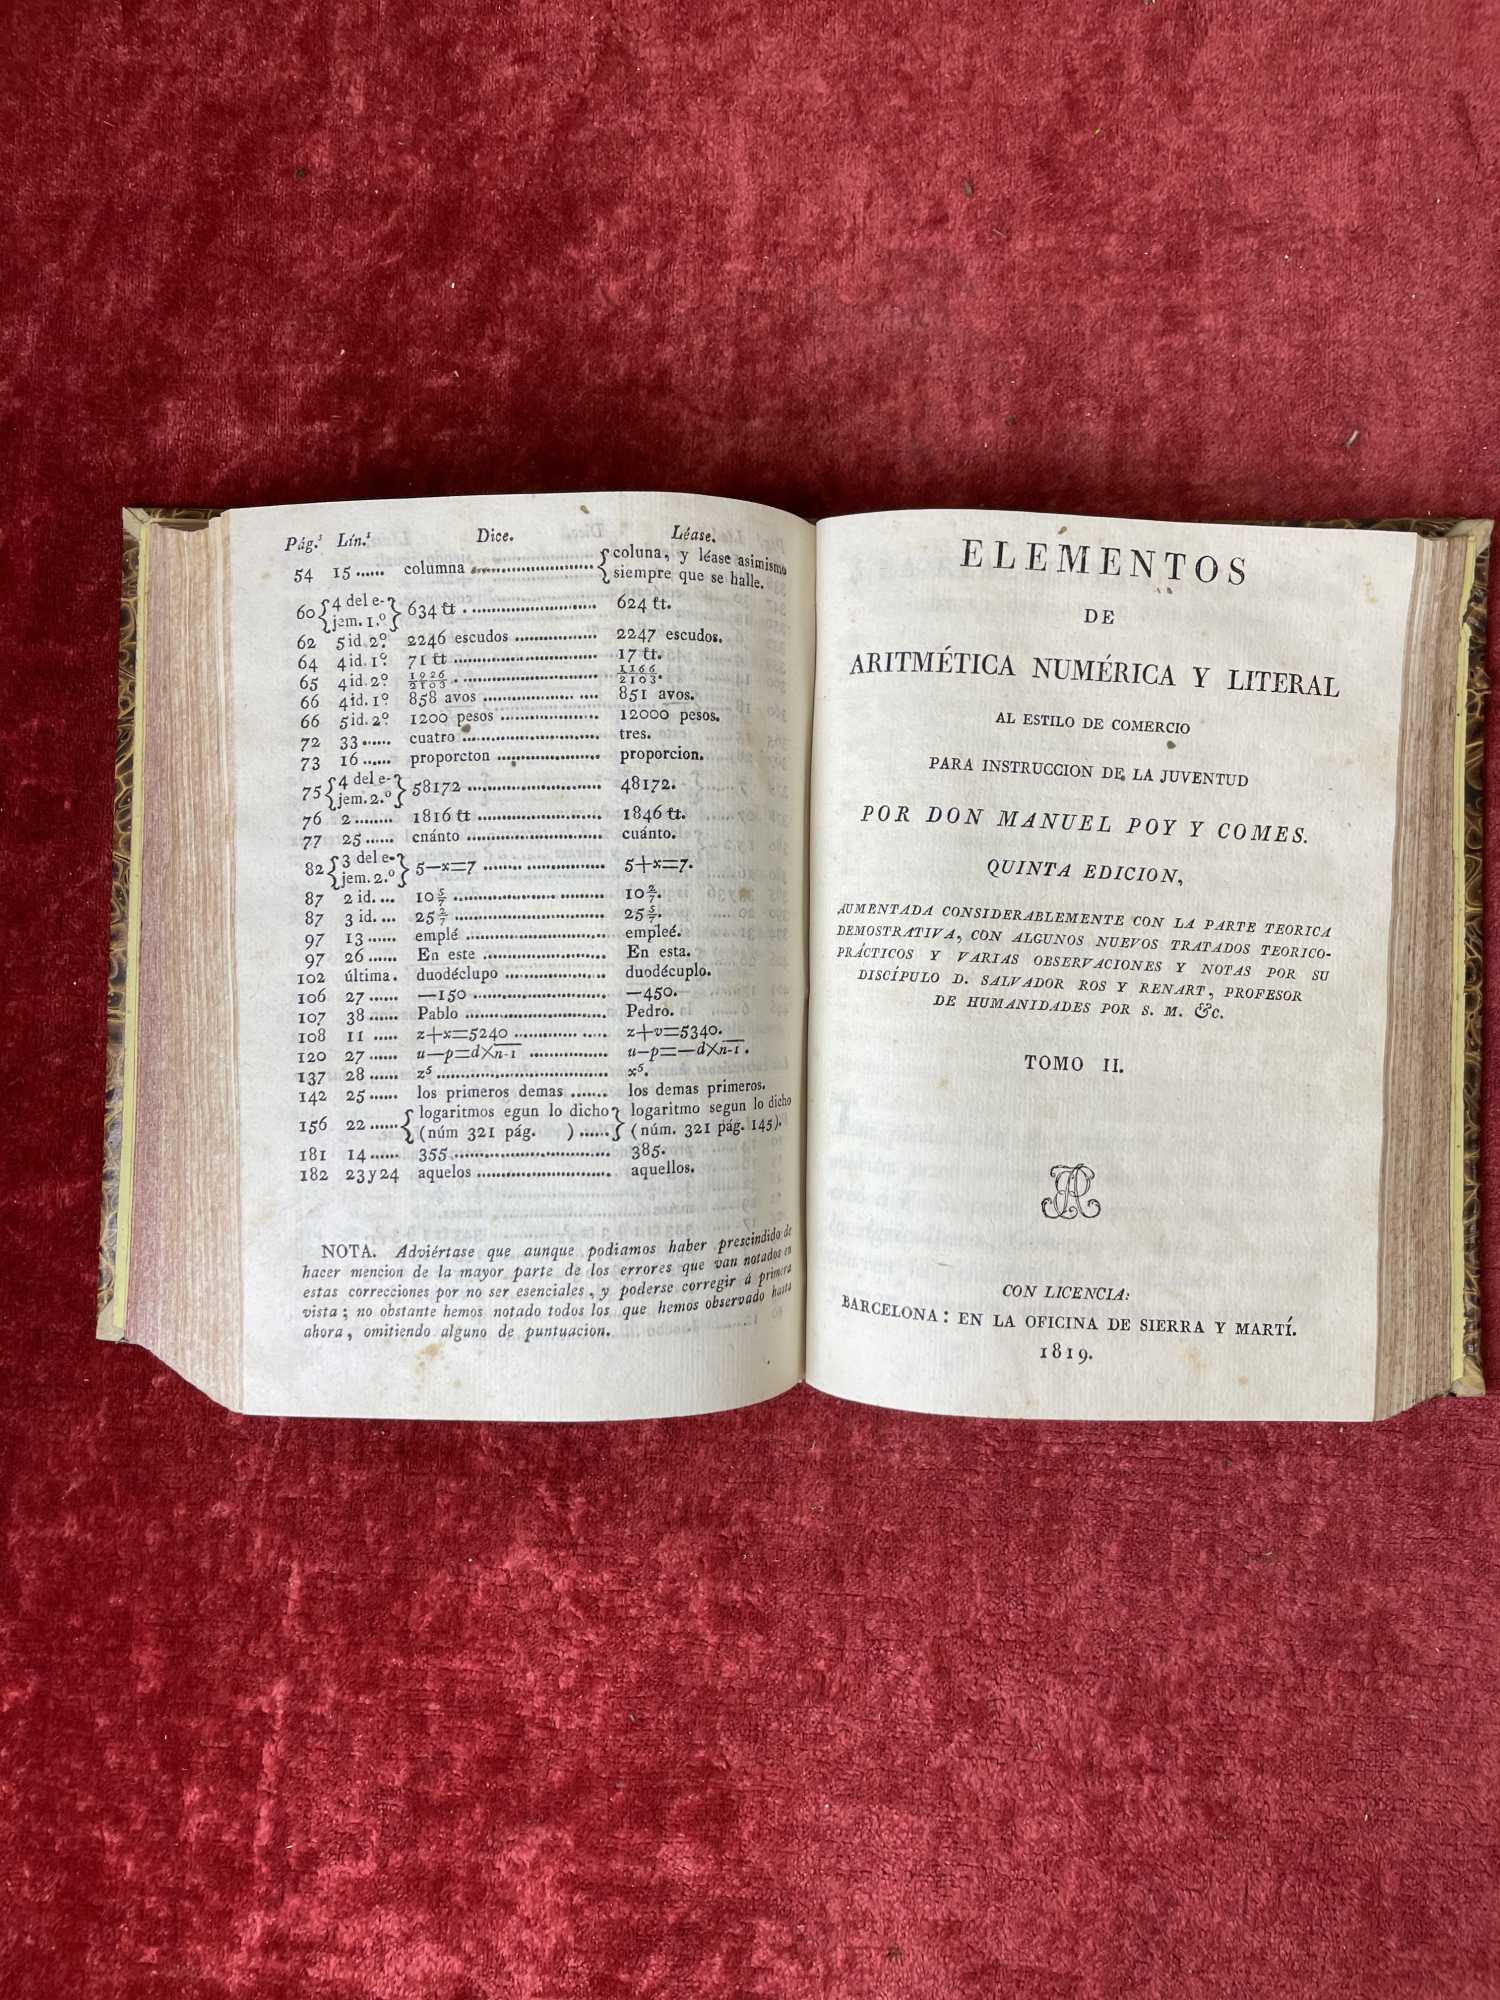 Pág.ˢ Lín.ˢ Dice. Léase.
54 15...... columna ........................ { coluna, y léase asimismo
siempre que se halle.
60 { 4 del e-
jem. 1.º } 634 ₶ ........................ 624 ₶.
62 5 id. 2º. 2246 escudos ................. 2247 escudos.
64 4 id. 1º. 71 ₶ ........................ 17 ₶.
65 4 id. 2º. 1026/2103 ........................ 1166/2103.
66 4 id. 1º. 858 avos ........................ 851 avos.
66 5 id. 2º. 1200 pesos .................... 12000 pesos.
72 33...... cuatro ........................ tres.
73 16...... proporcton ..................... proporcion.
75 { 4 del e-
jem. 2.º } 58172 ........................ 48172.
76 2........ 1816 ₶ ........................ 1846 ₶.
77 25...... cnánto ........................ cuánto.
82 { 3 del e-
jem. 2.º } 5—x=7 ........................ 5+x=7.
87 2 id.... 10 5/7 ........................ 10 2/7.
87 3 id.... 25 2/7 ........................ 25 5/7.
97 13...... emplé ........................ empleé.
97 26...... En este ........................ En esta.
102 última. duodéclupo ..................... duodécuplo.
106 27...... —150 ........................ —450.
107 38...... Pablo ........................ Pedro.
108 11...... z+x=5240 ................... z+v=5340.
120 27...... u—p=d×n̅-̅1̅ ................ u—p=—d×n̅-̅1̅.
137 28...... z⁵ ........................ x⁵.
142 25...... los primeros demas ....... los demas primeros.
156 22...... { logaritmos egun lo dicho
(núm 321 pág. ) ...... } logaritmo segun lo dicho
(núm. 321 pág. 145).
181 14...... 355 ........................ 385.
182 23 y 24 aquelos ........................ aquellos.
NOTA. Adviértase que aunque podiamos haber prescindido de
hacer mencion de la mayor parte de los errores que van notados en
estas correcciones por no ser esenciales, y poderse corregir á primera
vista; no obstante hemos notado todos los que hemos observado hasta
ahora, omitiendo alguno de puntuacion.
ELEMENTOS
DE
ARITMÉTICA NUMÉRICA Y LITERAL
AL ESTILO DE COMERCIO
PARA INSTRUCCION DE LA JUVENTUD
POR DON MANUEL POY Y COMES.
QUINTA EDICION,
AUMENTADA CONSIDERABLEMENTE CON LA PARTE TEORICA
DEMOSTRATIVA, CON ALGUNOS NUEVOS TRATADOS TEORICO-
PRÁCTICOS Y VARIAS OBSERVACIONES Y NOTAS POR SU
DISCÍPULO D. SALVADOR ROS Y RENART, PROFESOR
DE HUMANIDADES POR S. M. &C.
TOMO II.
CON LICENCIA:
BARCELONA: EN LA OFICINA DE SIERRA Y MARTÍ.
1819.